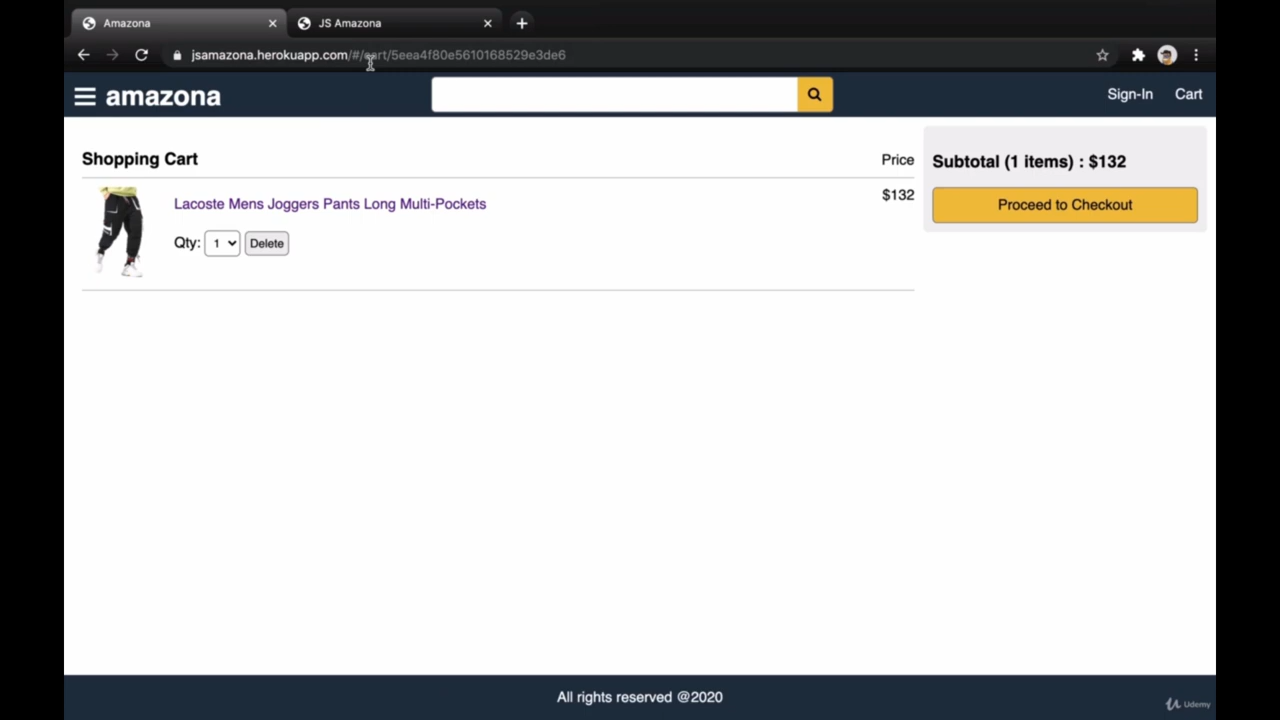 Amazona
JS Amazona
jsamazona.herokuapp.com/#/cart/5eea4f80e5610168529e3de6
amazona
Sign-In Cart
Shopping Cart
Price
Subtotal (1 items) : $132
Lacoste Mens Joggers Pants Long Multi-Pockets
$132
Proceed to Checkout
Qty: 1 Delete
All rights reserved @2020
Udemy